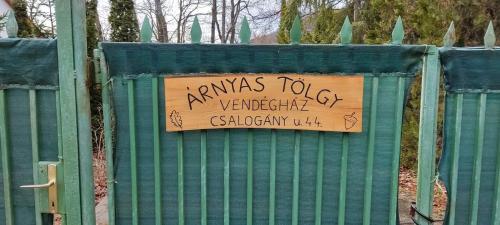 ÁRNYAS TÖLGY
VENDÉGHÁZ
CSALOGÁNY u. 44.